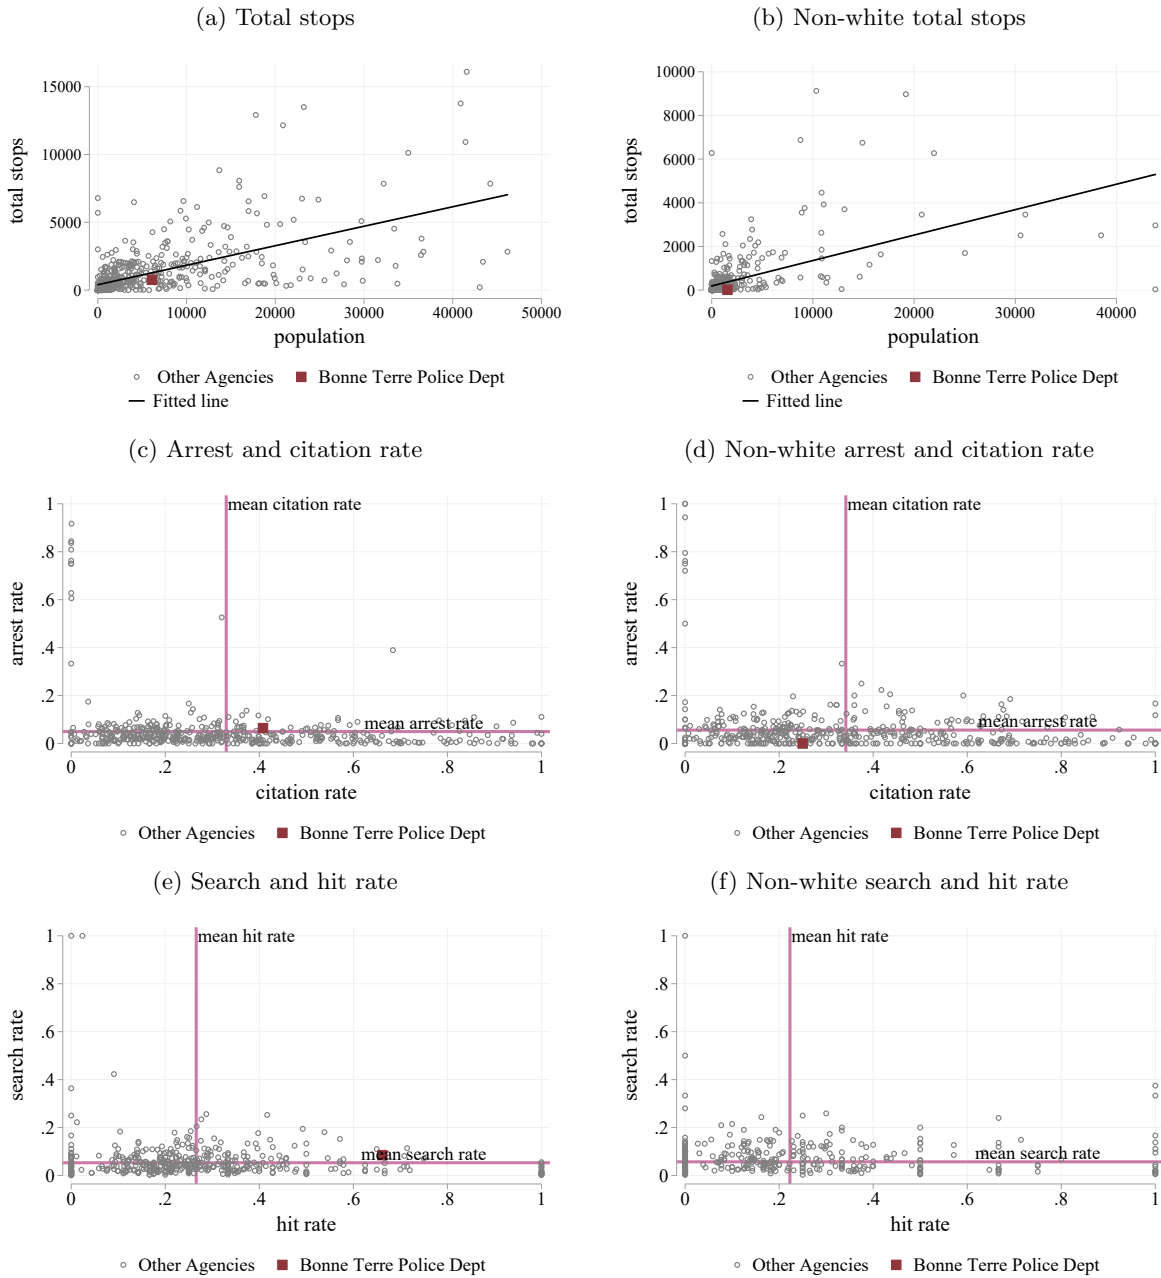 (a) Total stops
(b) Non-white total stops
total stops
15000
10000
5000
0
0 10000 20000 30000 40000 50000
population
Other Agencies Bonne Terre Police Dept
Fitted line
total stops
10000
8000
6000
4000
2000
0
0 10000 20000 30000 40000
population
Other Agencies Bonne Terre Police Dept
Fitted line
(c) Arrest and citation rate
(d) Non-white arrest and citation rate
arrest rate
1
.8
.6
.4
.2
0
mean citation rate
mean arrest rate
0 .2 .4 .6 .8 1
citation rate
Other Agencies Bonne Terre Police Dept
arrest rate
1
.8
.6
.4
.2
0
mean citation rate
mean arrest rate
0 .2 .4 .6 .8 1
citation rate
Other Agencies Bonne Terre Police Dept
(e) Search and hit rate
(f) Non-white search and hit rate
search rate
1
.8
.6
.4
.2
0
mean hit rate
mean search rate
0 .2 .4 .6 .8 1
hit rate
Other Agencies Bonne Terre Police Dept
search rate
1
.8
.6
.4
.2
0
mean hit rate
mean search rate
0 .2 .4 .6 .8 1
hit rate
Other Agencies Bonne Terre Police Dept